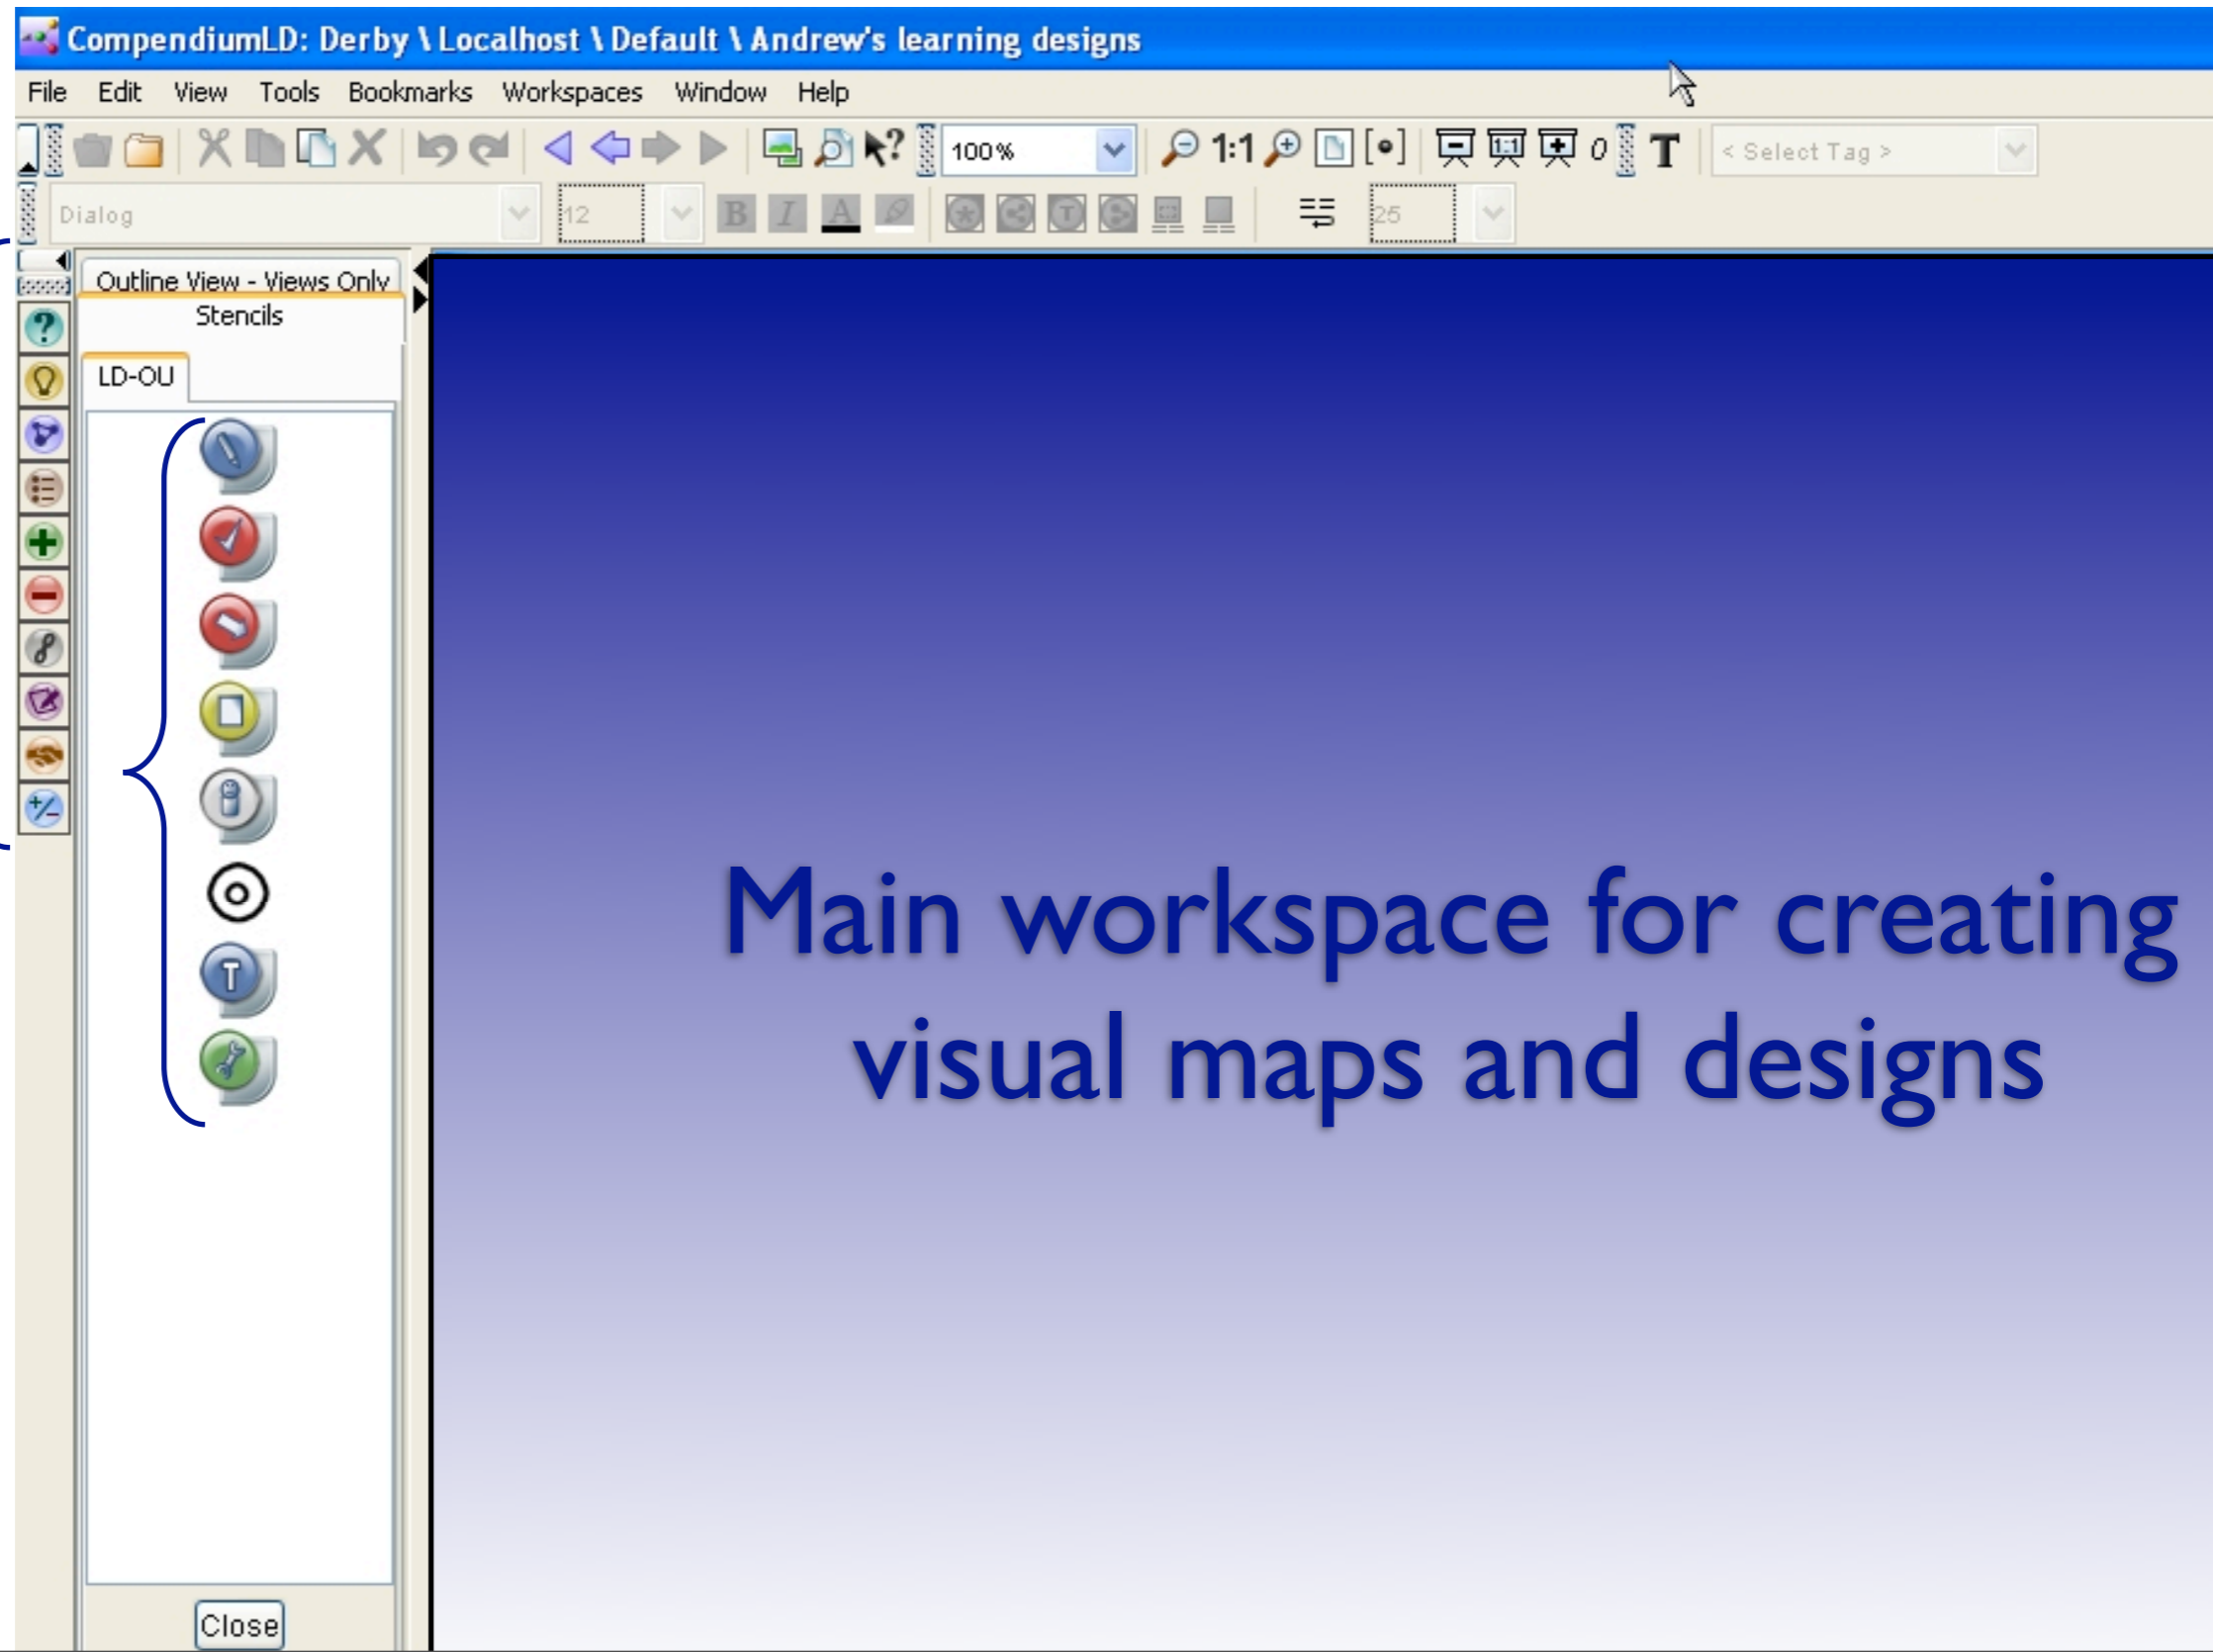 CompendiumLD: Derby \ Localhost \ Default \ Andrew's learning designs
File Edit View Tools Bookmarks Workspaces Window Help
100% 1:1 T < Select Tag >
Dialog 12 B I A 25
Outline View - Views Only
Stencils
LD-OU
Main workspace for creating
visual maps and designs
Close